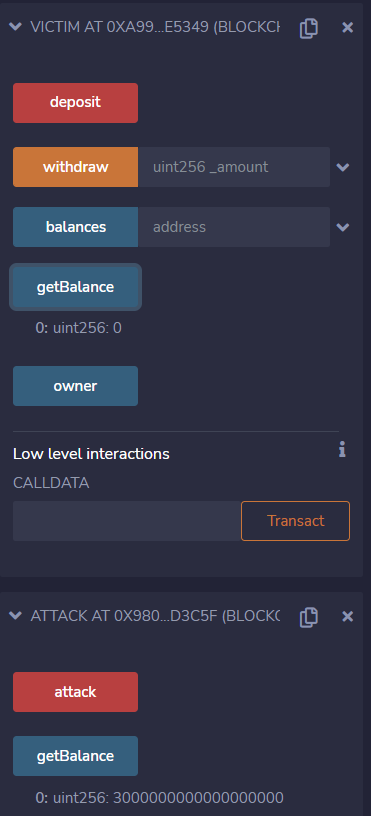 VICTIM AT 0XA99...E5349 (BLOCKCH
deposit
withdraw uint256 _amount
balances address
getBalance
0: uint256: 0
owner
Low level interactions
CALLDATA
Transact
ATTACK AT 0X980...D3C5F (BLOCKC
attack
getBalance
0: uint256: 3000000000000000000